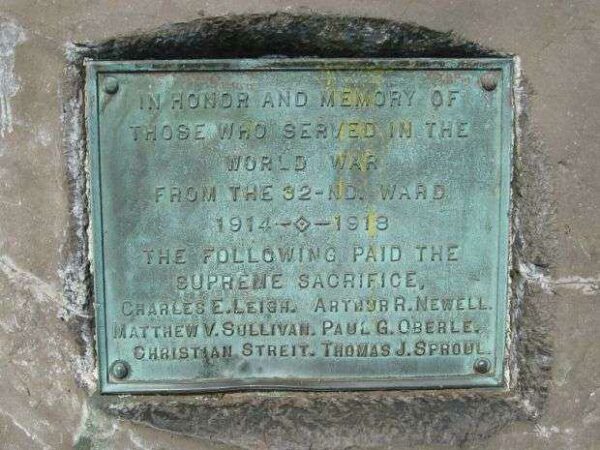 IN HONOR AND MEMORY OF
THOSE WHO SERVED IN THE
WORLD WAR
FROM THE 32-ND. WARD
1914-◇-1918
THE FOLLOWING PAID THE
SUPREME SACRIFICE,
CHARLES E. LEIGH. ARTHUR R. NEWELL.
MATTHEW V. SULLIVAN. PAUL G. OBERLE.
CHRISTIAN STREIT. THOMAS J. SPROUL.